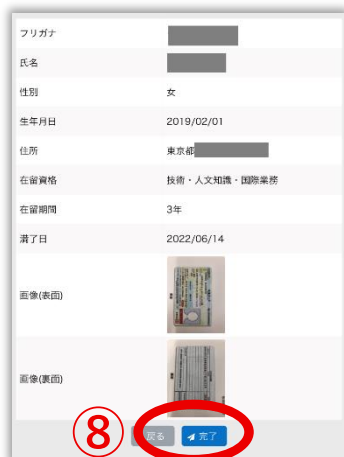 フリガナ
氏名
性別 女
生年月日 2019/02/01
住所 東京都
在留資格 技術・人文知識・国際業務
在留期間 3年
満了日 2022/06/14
画像(表面)
画像(裏面)
⑧ 戻る 完了